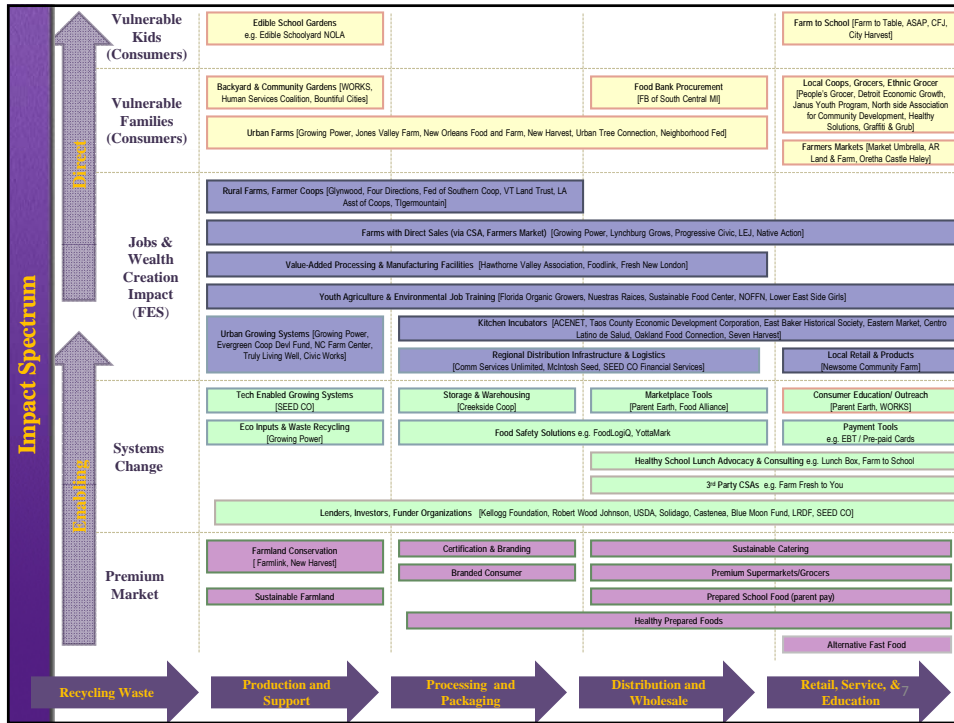 Impact Spectrum
Direct
Enabling
Vulnerable
Kids
(Consumers)
Edible School Gardens
e.g. Edible Schoolyard NOLA
Farm to School [Farm to Table, ASAP, CFJ,
City Harvest]
Vulnerable
Families
(Consumers)
Backyard & Community Gardens [WORKS,
Human Services Coalition, Bountiful Cities]
Food Bank Procurement
[FB of South Central MI]
Local Coops, Grocers, Ethnic Grocer
[People's Grocer, Detroit Economic Growth,
Janus Youth Program, North side Association
for Community Development, Healthy
Solutions, Graffiti & Grub]
Urban Farms [Growing Power, Jones Valley Farm, New Orleans Food and Farm, New Harvest, Urban Tree Connection, Neighborhood Fed]
Farmers Markets [Market Umbrella, AR
Land & Farm, Oretha Castle Haley]
Jobs &
Wealth
Creation
Impact
(FES)
Rural Farms, Farmer Coops [Glynwood, Four Directions, Fed of Southern Coop, VT Land Trust, LA
Asst of Coops, TIgermountain]
Farms with Direct Sales (via CSA, Farmers Market) [Growing Power, Lynchburg Grows, Progressive Civic, LEJ, Native Action]
Value-Added Processing & Manufacturing Facilities [Hawthorne Valley Association, Foodlink, Fresh New London]
Youth Agriculture & Environmental Job Training [Florida Organic Growers, Nuestras Raices, Sustainable Food Center, NOFFN, Lower East Side Girls]
Urban Growing Systems [Growing Power,
Evergreen Coop Devl Fund, NC Farm Center,
Truly Living Well, Civic Works]
Kitchen Incubators [ACENET, Taos County Economic Development Corporation, East Baker Historical Society, Eastern Market, Centro
Latino de Salud, Oakland Food Connection, Seven Harvest]
Regional Distribution Infrastructure & Logistics
[Comm Services Unlimited, McIntosh Seed, SEED CO Financial Services]
Local Retail & Products
[Newsome Community Farm]
Systems
Change
Tech Enabled Growing Systems
[SEED CO]
Storage & Warehousing
[Creekside Coop]
Marketplace Tools
[Parent Earth, Food Alliance]
Consumer Education/ Outreach
[Parent Earth, WORKS]
Eco Inputs & Waste Recycling
[Growing Power]
Food Safety Solutions e.g. FoodLogiQ, YottaMark
Payment Tools
e.g. EBT / Pre-paid Cards
Healthy School Lunch Advocacy & Consulting e.g. Lunch Box, Farm to School
3rd Party CSAs e.g. Farm Fresh to You
Lenders, Investors, Funder Organizations [Kellogg Foundation, Robert Wood Johnson, USDA, Solidago, Castenea, Blue Moon Fund, LRDF, SEED CO]
Premium
Market
Farmland Conservation
[ Farmlink, New Harvest]
Certification & Branding
Sustainable Catering
Branded Consumer
Premium Supermarkets/Grocers
Sustainable Farmland
Prepared School Food (parent pay)
Healthy Prepared Foods
Alternative Fast Food
Recycling Waste
Production and
Support
Processing and
Packaging
Distribution and
Wholesale
Retail, Service, &
Education
7